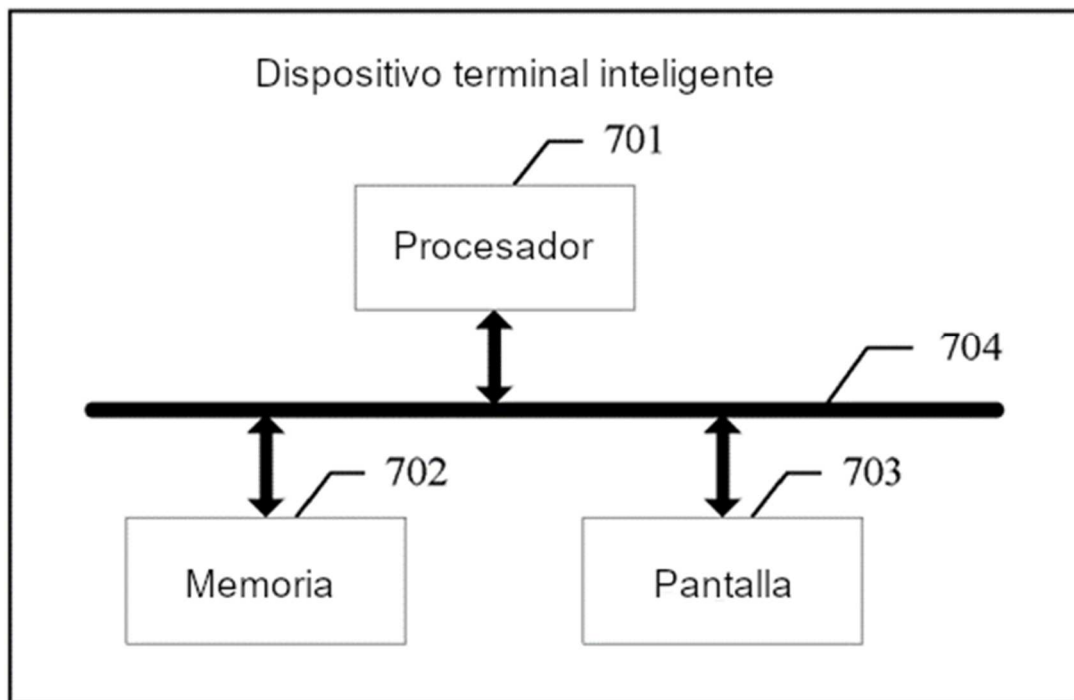 Dispositivo terminal inteligente
701
Procesador
704
702
703
Memoria
Pantalla